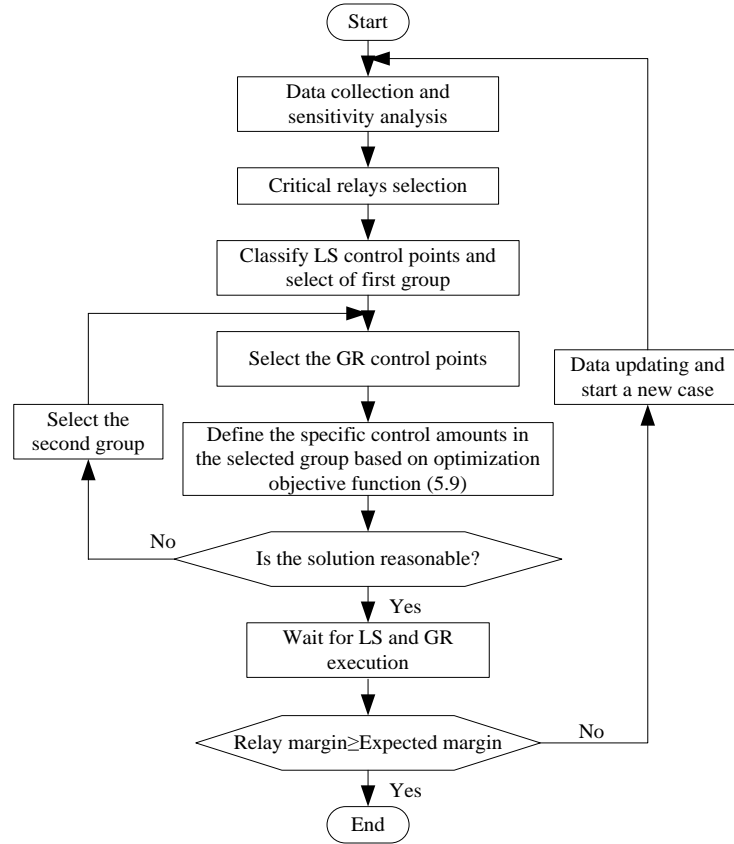 Start
Data collection and
sensitivity analysis
Critical relays selection
Classify LS control points and
select of first group
Select the GR control points
Data updating and
start a new case
Select the
second group
Define the specific control amounts in
the selected group based on optimization
objective function (5.9)
No
Is the solution reasonable?
Yes
Wait for LS and GR
execution
Relay margin≥Expected margin
No
Yes
End